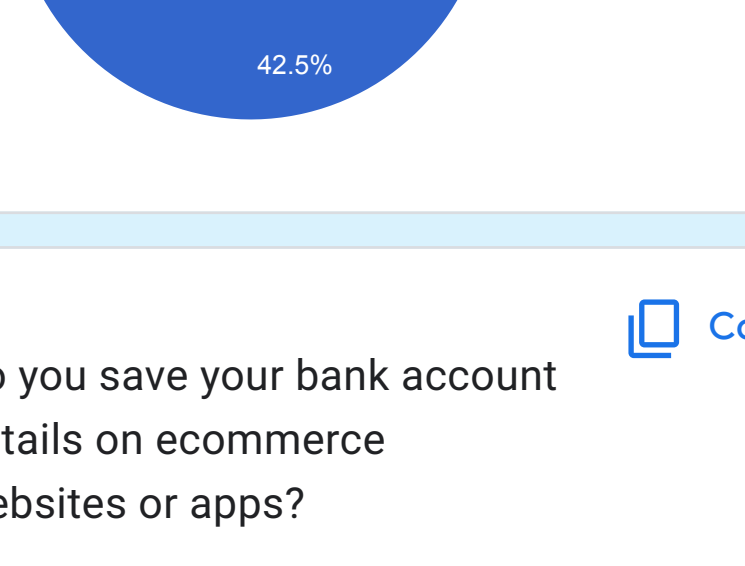 42.5%
Co
o you save your bank account
tails on ecommerce
ebsites or apps?